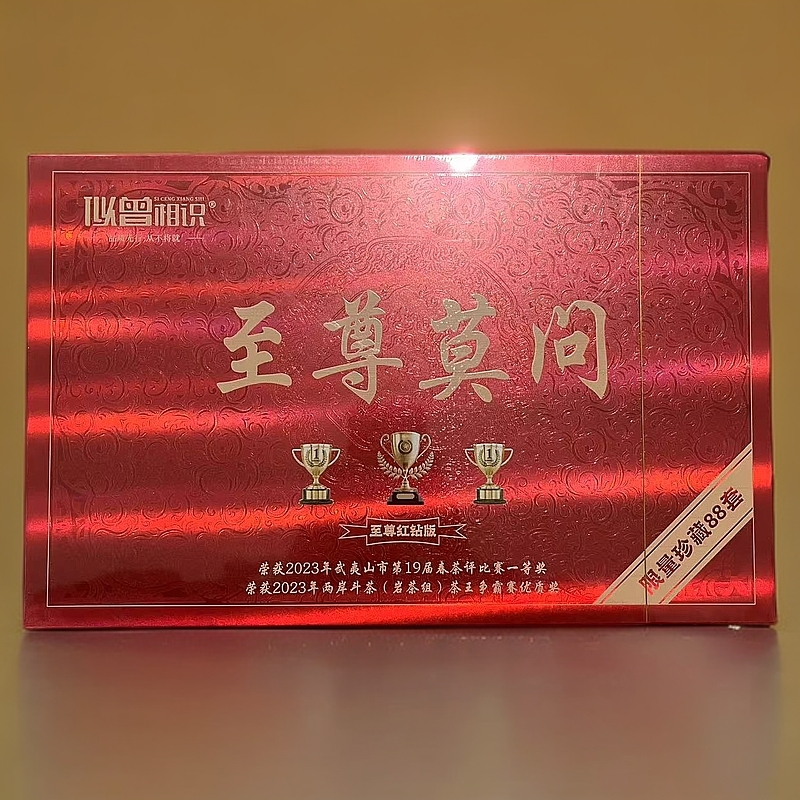 SI CENG XIANG SHI
似曾相识®
至尊莫问
1
1
至尊红钻版
荣获2023年武夷山市第19届春茶评比赛一等奖
荣获2023年两岸斗茶（岩茶组）茶王争霸赛优质奖
限量珍藏88套